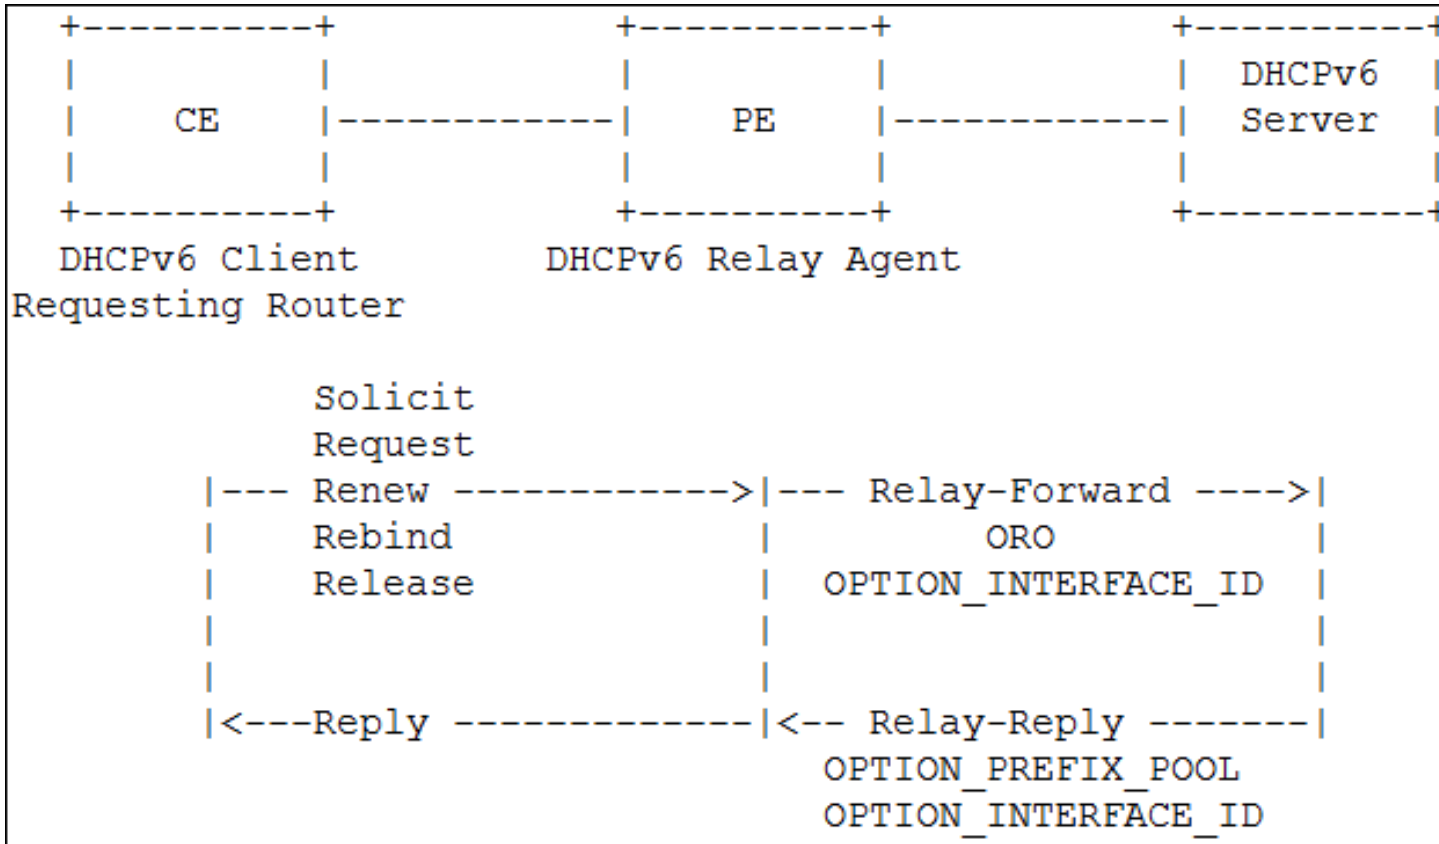 +----------+ +----------+ +----------+
| | | | | DHCPv6 |
| CE |------------| PE |------------| Server |
| | | | | |
+----------+ +----------+ +----------+
DHCPv6 Client DHCPv6 Relay Agent
Requesting Router
Solicit
Request
|--- Renew ------------>|--- Relay-Forward ---->|
| Rebind | ORO |
| Release | OPTION_INTERFACE_ID |
| | |
| | |
|<---Reply -------------|<-- Relay-Reply -------|
OPTION_PREFIX_POOL
OPTION_INTERFACE_ID